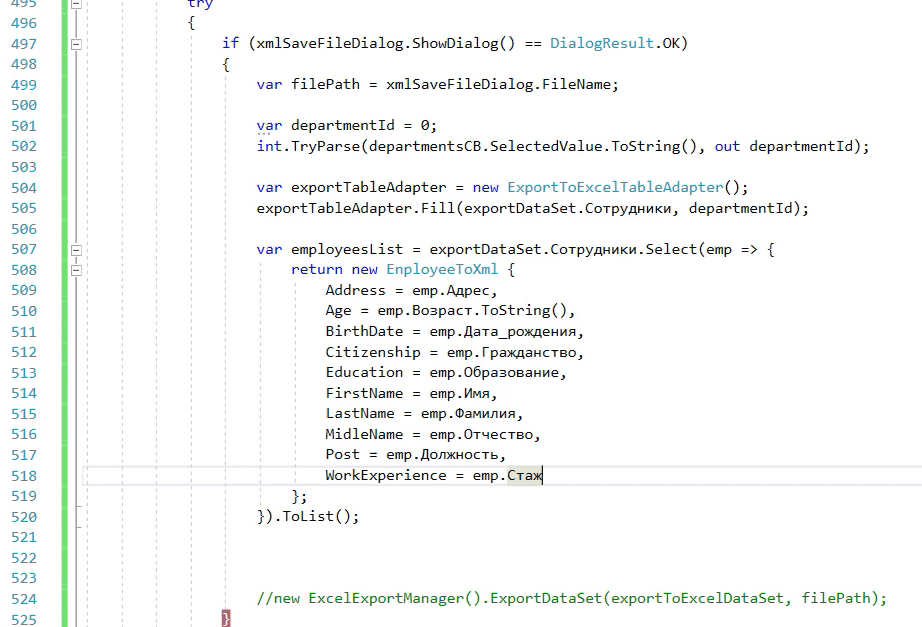 495 try
496 {
497 if (xmlSaveFileDialog.ShowDialog() == DialogResult.OK)
498 {
499 var filePath = xmlSaveFileDialog.FileName;
500
501 var departmentId = 0;
502 int.TryParse(departmentsCB.SelectedValue.ToString(), out departmentId);
503
504 var exportTableAdapter = new ExportToExcelTableAdapter();
505 exportTableAdapter.Fill(exportDataSet.Сотрудники, departmentId);
506
507 var employeesList = exportDataSet.Сотрудники.Select(emp => {
508 return new EnployeeToXml {
509 Address = emp.Адрес,
510 Age = emp.Возраст.ToString(),
511 BirthDate = emp.Дата_рождения,
512 Citizenship = emp.Гражданство,
513 Education = emp.Образование,
514 FirstName = emp.Имя,
515 LastName = emp.Фамилия,
516 MidleName = emp.Отчество,
517 Post = emp.Должность,
518 WorkExperience = emp.Стаж
519 };
520 }).ToList();
521
522
523
524 //new ExcelExportManager().ExportDataSet(exportToExcelDataSet, filePath);
525 }